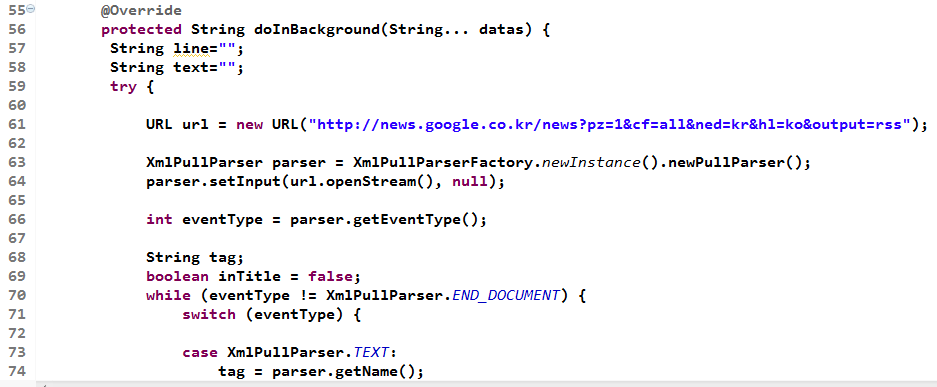 55 @Override
56 protected String doInBackground(String... datas) {
57 String line="";
58 String text="";
59 try {
60
61 URL url = new URL("http://news.google.co.kr/news?pz=1&cf=all&ned=kr&hl=ko&output=rss");
62
63 XmlPullParser parser = XmlPullParserFactory.newInstance().newPullParser();
64 parser.setInput(url.openStream(), null);
65
66 int eventType = parser.getEventType();
67
68 String tag;
69 boolean inTitle = false;
70 while (eventType != XmlPullParser.END_DOCUMENT) {
71 switch (eventType) {
72
73 case XmlPullParser.TEXT:
74 tag = parser.getName();